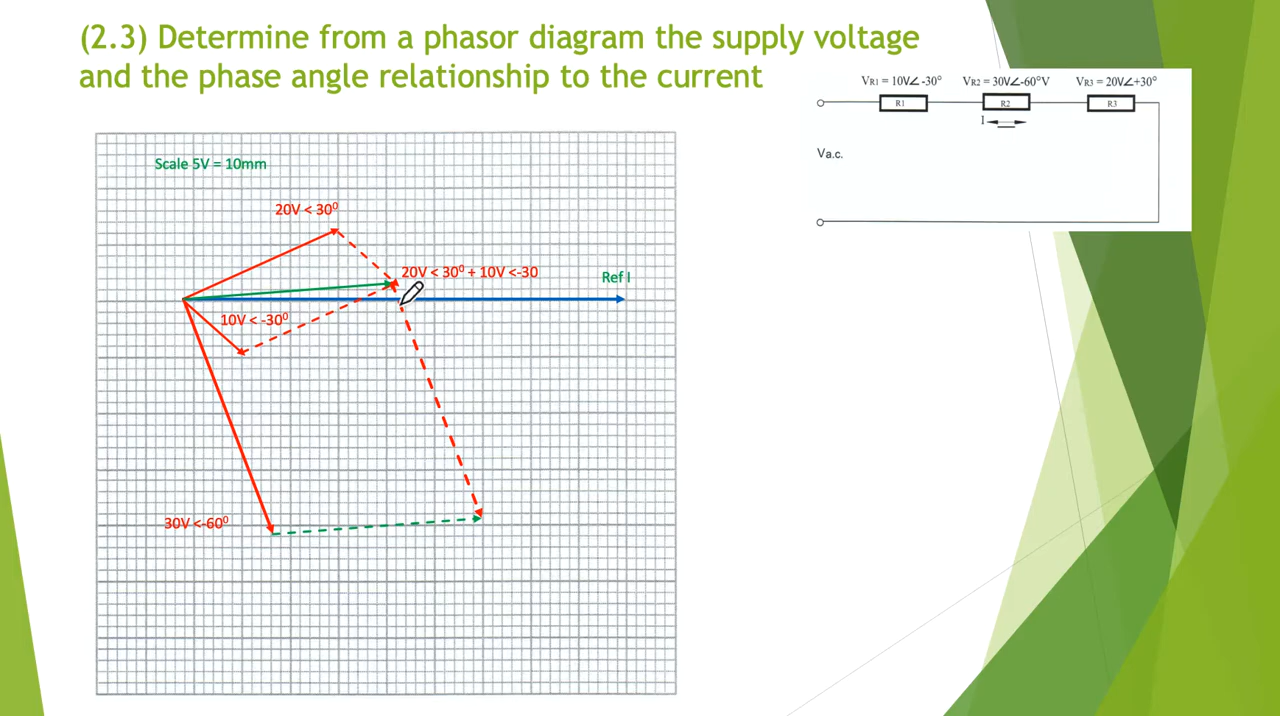 (2.3) Determine from a phasor diagram the supply voltage
and the phase angle relationship to the current
VR1 = 10V∠-30° VR2 = 30V∠-60°V VR3 = 20V∠+30°
R1 R2 R3
I
Va.c.
Scale 5V = 10mm
20V < 30⁰
20V < 30⁰ + 10V <-30
Ref I
10V < -30⁰
30V <-60⁰